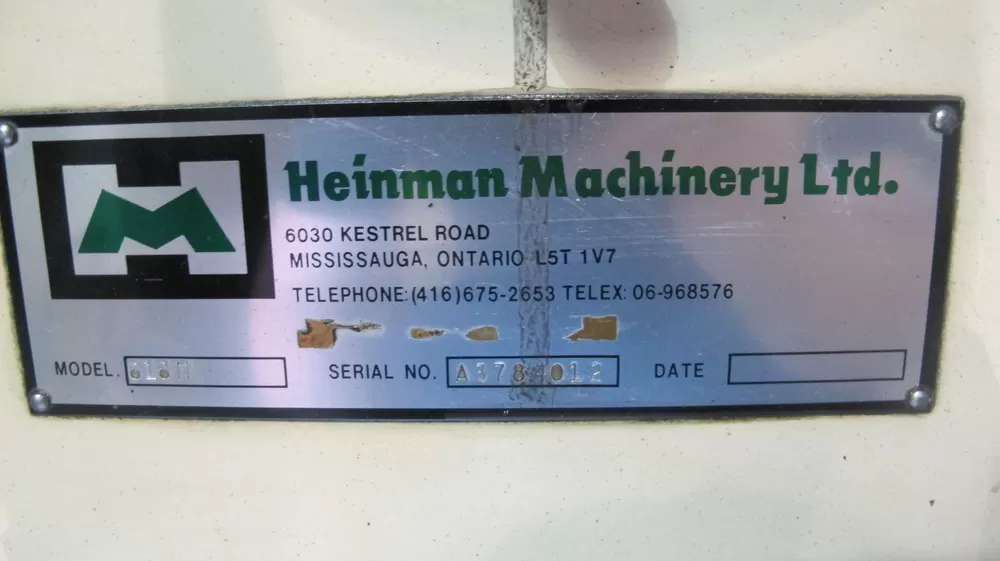 HM
Heinman Machinery Ltd.
6030 KESTREL ROAD
MISSISSAUGA, ONTARIO L5T 1V7
TELEPHONE: (416) 675-2653 TELEX: 06-968576
MODEL. SERIAL NO. DATE